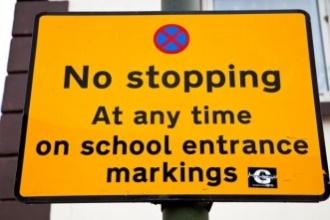 No stopping
At any time
on school entrance
markings